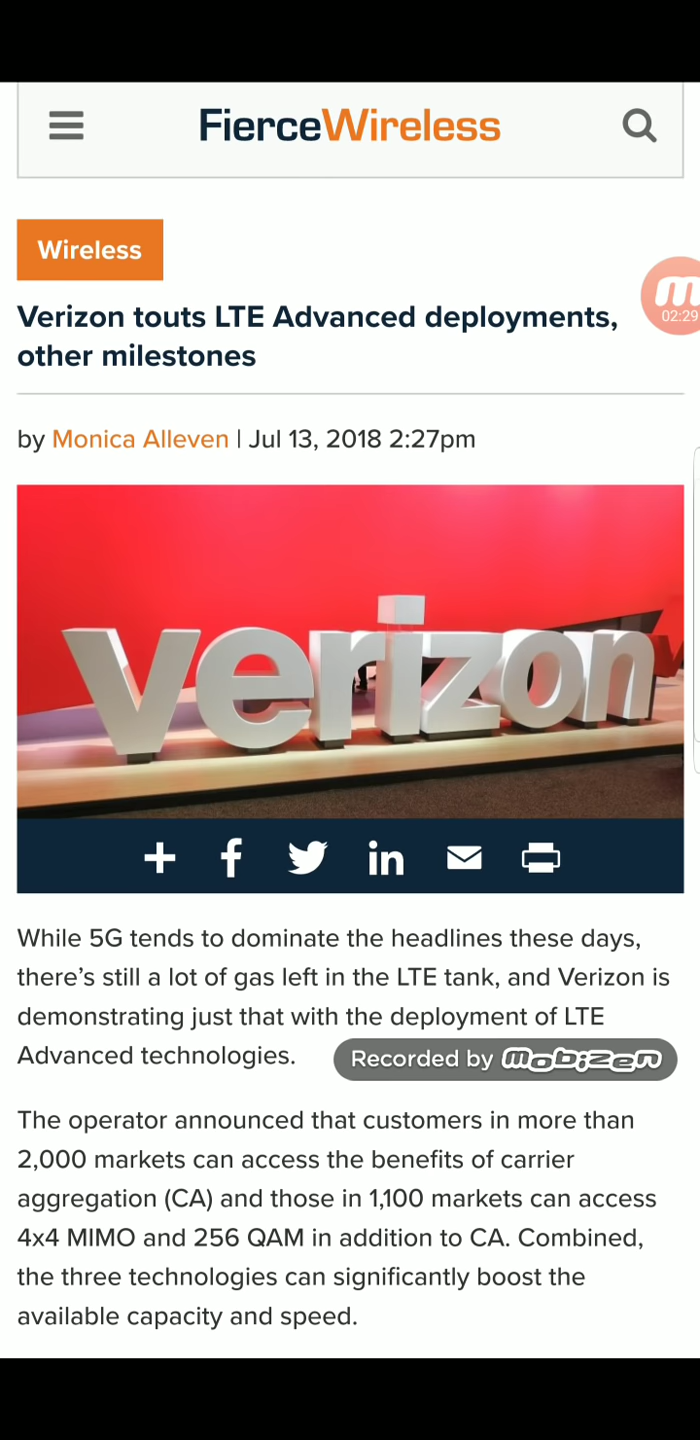 FierceWireless
Wireless
m
02:29
Verizon touts LTE Advanced deployments,
other milestones
by Monica Alleven | Jul 13, 2018 2:27pm
verizon
While 5G tends to dominate the headlines these days,
there's still a lot of gas left in the LTE tank, and Verizon is
demonstrating just that with the deployment of LTE
Advanced technologies.
Recorded by mobizen
The operator announced that customers in more than
2,000 markets can access the benefits of carrier
aggregation (CA) and those in 1,100 markets can access
4x4 MIMO and 256 QAM in addition to CA. Combined,
the three technologies can significantly boost the
available capacity and speed.